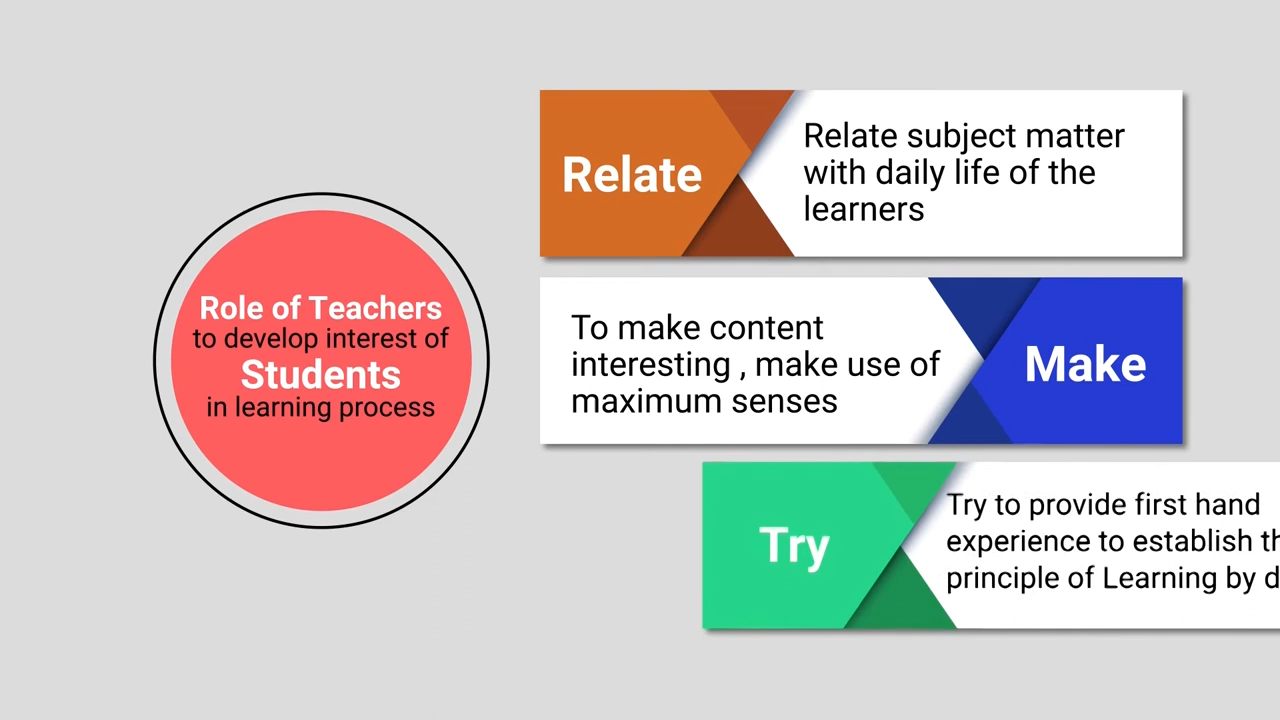 Role of Teachers
to develop interest of
Students
in learning process
Relate
Relate subject matter
with daily life of the
learners
To make content
interesting , make use of
maximum senses
Make
Try
Try to provide first hand
experience to establish
principle of Learning by